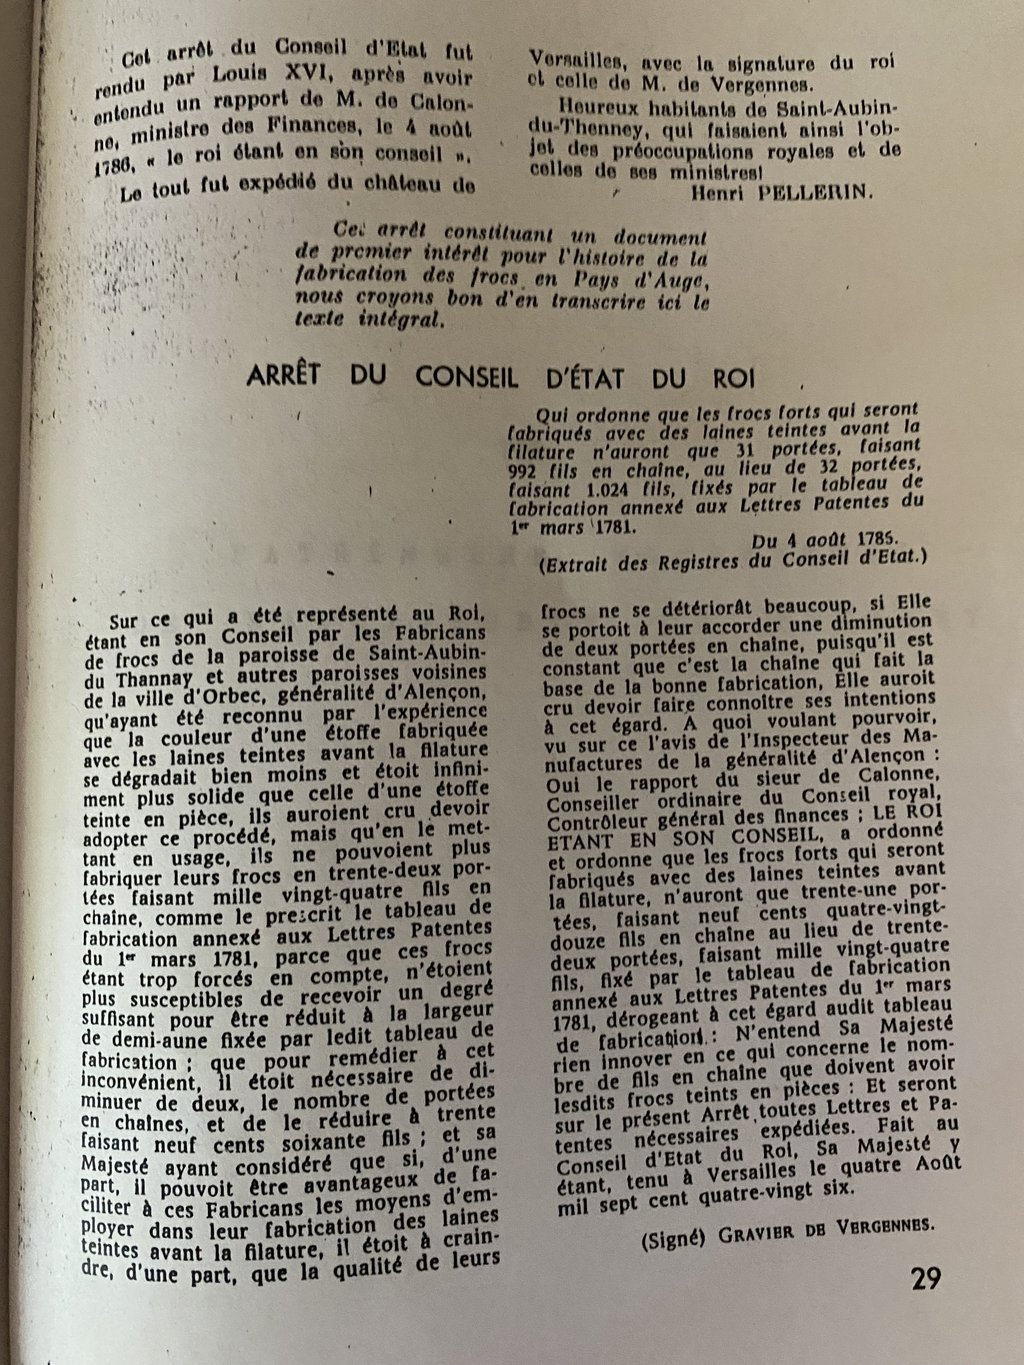 Cet arrêt du Conseil d'Etat fut
rendu par Louis XVI, après avoir
entendu un rapport de M. de Calon-
ne, ministre des Finances, le 4 août
1786, « le roi étant en son conseil ».
Le tout fut expédié du château de
Versailles, avec la signature du roi
et celle de M. de Vergennes.
Heureux habitants de Saint-Aubin-
du-Thenney, qui faisaient ainsi l'ob-
jet des préoccupations royales et de
celles de ses ministres!
Henri PELLERIN.
Cet arrêt constituant un document
de premier intérêt pour l'histoire de la
fabrication des frocs en Pays d'Auge,
nous croyons bon d'en transcrire ici le
texte intégral.
ARRÊT DU CONSEIL D'ÉTAT DU ROI
Qui ordonne que les frocs forts qui seront
fabriqués avec des laines teintes avant la
filature n'auront que 31 portées, faisant
992 fils en chaîne, au lieu de 32 portées,
faisant 1.024 fils, fixés par le tableau de
fabrication annexé aux Lettres Patentes du
1er mars 1781.
Du 4 août 1785.
(Extrait des Registres du Conseil d'Etat.)
Sur ce qui a été représenté au Roi,
étant en son Conseil par les Fabricans
de frocs de la paroisse de Saint-Aubin-
du Thannay et autres paroisses voisines
de la ville d'Orbec, généralité d'Alençon,
qu'ayant été reconnu par l'expérience
que la couleur d'une étoffe fabriquée
avec les laines teintes avant la filature
se dégradait bien moins et étoit infini-
ment plus solide que celle d'une étoffe
teinte en pièce, ils auroient cru devoir
adopter ce procédé, mais qu'en le met-
tant en usage, ils ne pouvoient plus
fabriquer leurs frocs en trente-deux por-
tées faisant mille vingt-quatre fils en
chaîne, comme le prescrit le tableau de
fabrication annexé aux Lettres Patentes
du 1er mars 1781, parce que ces frocs
étant trop forcés en compte, n'étoient
plus susceptibles de recevoir un degré
suffisant pour être réduit à la largeur
de demi-aune fixée par ledit tableau de
fabrication ; que pour remédier à cet
inconvénient, il étoit nécessaire de di-
minuer de deux, le nombre de portées
en chaînes, et de le réduire à trente
faisant neuf cents soixante fils ; et sa
Majesté ayant considéré que si, d'une
part, il pouvoit être avantageux de fa-
ciliter à ces Fabricans les moyens d'em-
ployer dans leur fabrication des laines
teintes avant la filature, il étoit à crain-
dre, d'une part, que la qualité de leurs
frocs ne se détériorât beaucoup, si Elle
se portoit à leur accorder une diminution
de deux portées en chaîne, puisqu'il est
constant que c'est la chaîne qui fait la
base de la bonne fabrication, Elle auroit
cru devoir faire connoître ses intentions
à cet égard. A quoi voulant pourvoir,
vu sur ce l'avis de l'Inspecteur des Ma-
nufactures de la généralité d'Alençon :
Oui le rapport du sieur de Calonne,
Conseiller ordinaire du Conseil royal,
Contrôleur général des finances ; LE ROI
ETANT EN SON CONSEIL, a ordonné
et ordonne que les frocs forts qui seront
fabriqués avec des laines teintes avant
la filature, n'auront que trente-une por-
tées, faisant neuf cents quatre-vingt-
douze fils en chaîne au lieu de trente-
deux portées, faisant mille vingt-quatre
fils, fixé par le tableau de fabrication
annexé aux Lettres Patentes du 1er mars
1781, dérogeant à cet égard audit tableau
de fabrication : N'entend Sa Majesté
rien innover en ce qui concerne le nom-
bre de fils en chaîne que doivent avoir
lesdits frocs teints en pièces : Et seront
sur le présent Arrêt toutes Lettres et Pa-
tentes nécessaires expédiées. Fait au
Conseil d'Etat du Roi, Sa Majesté y
étant, tenu à Versailles le quatre Août
mil sept cent quatre-vingt six.
(Signé) GRAVIER DE VERGENNES.
29